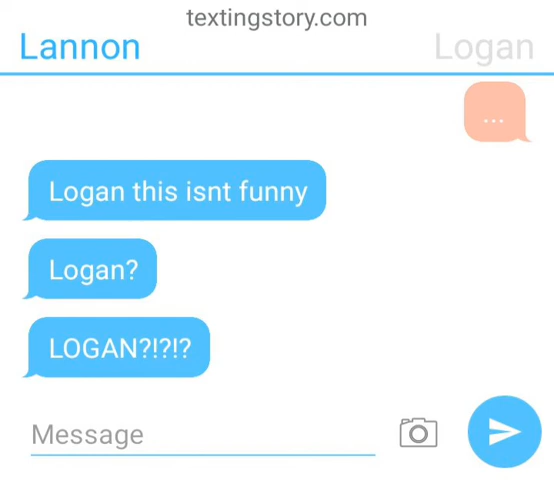 textingstory.com
Lannon Logan
...
Logan this isnt funny
Logan?
LOGAN?!?!?
Message